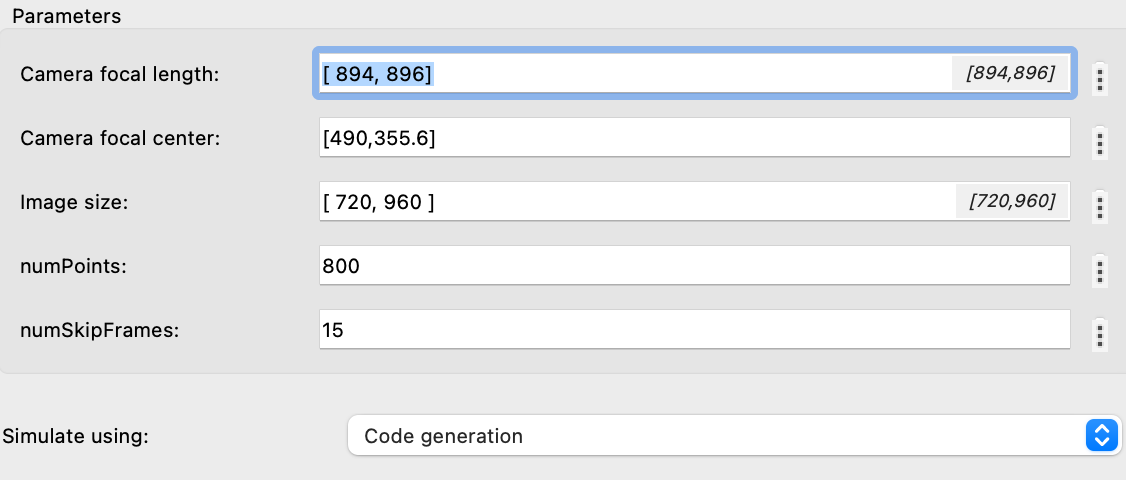 Parameters
Camera focal length: [ 894, 896] [894,896]
Camera focal center: [490,355.6]
Image size: [ 720, 960 ] [720,960]
numPoints: 800
numSkipFrames: 15
Simulate using: Code generation